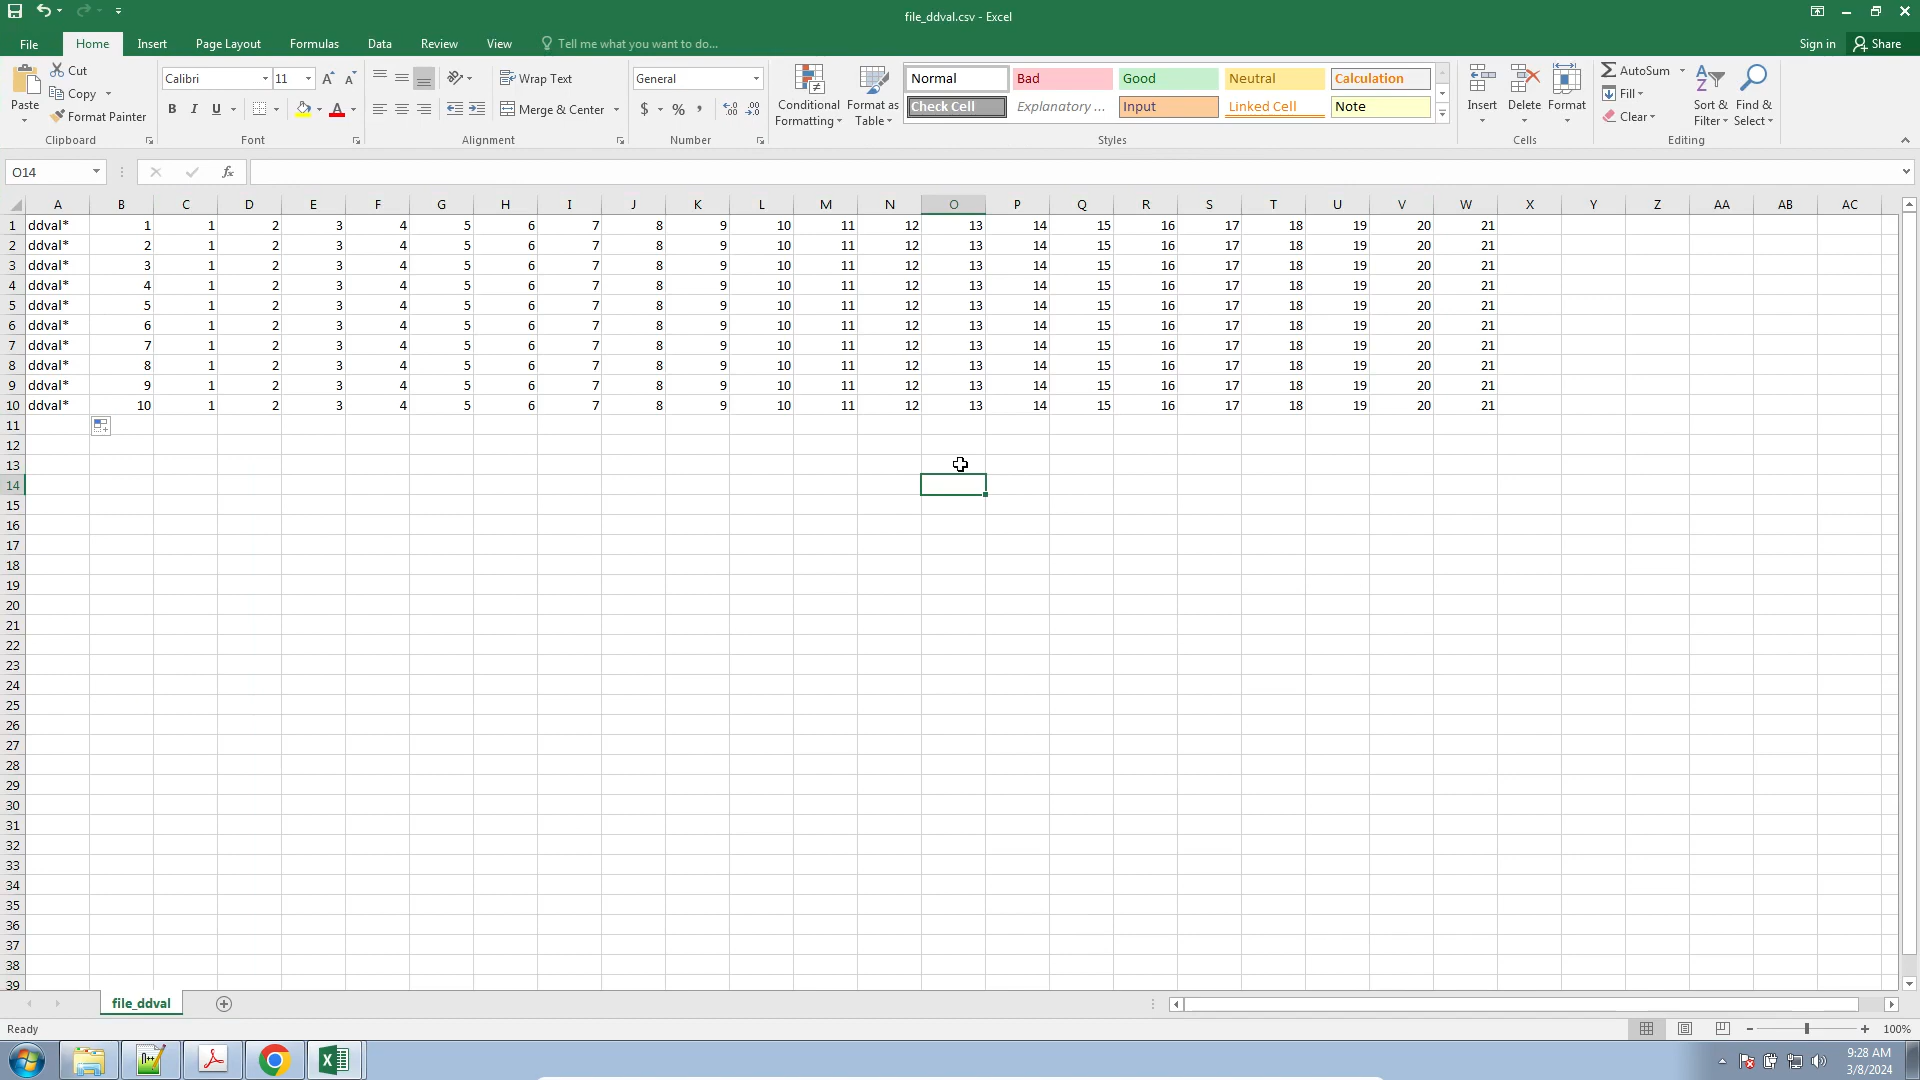 file_ddval.csv - Excel
File Home Insert Page Layout Formulas Data Review View Tell me what you want to do... Sign in Share
Paste Cut Copy Format Painter Clipboard
Calibri 11 B I U A Font
Wrap Text Merge & Center Alignment
General $ % , Number
Conditional Formatting Format as Table
Normal Bad Good Neutral Calculation
Check Cell Explanatory ... Input Linked Cell Note
Styles
Insert Delete Format Cells
AutoSum Fill Clear Sort & Filter Find & Select Editing
O14 fx
A B C D E F G H I J K L M N O P Q R S T U V W X Y Z AA AB AC
1 ddval* 1 1 2 3 4 5 6 7 8 9 10 11 12 13 14 15 16 17 18 19 20 21
2 ddval* 2 1 2 3 4 5 6 7 8 9 10 11 12 13 14 15 16 17 18 19 20 21
3 ddval* 3 1 2 3 4 5 6 7 8 9 10 11 12 13 14 15 16 17 18 19 20 21
4 ddval* 4 1 2 3 4 5 6 7 8 9 10 11 12 13 14 15 16 17 18 19 20 21
5 ddval* 5 1 2 3 4 5 6 7 8 9 10 11 12 13 14 15 16 17 18 19 20 21
6 ddval* 6 1 2 3 4 5 6 7 8 9 10 11 12 13 14 15 16 17 18 19 20 21
7 ddval* 7 1 2 3 4 5 6 7 8 9 10 11 12 13 14 15 16 17 18 19 20 21
8 ddval* 8 1 2 3 4 5 6 7 8 9 10 11 12 13 14 15 16 17 18 19 20 21
9 ddval* 9 1 2 3 4 5 6 7 8 9 10 11 12 13 14 15 16 17 18 19 20 21
10 ddval* 10 1 2 3 4 5 6 7 8 9 10 11 12 13 14 15 16 17 18 19 20 21
11
12
13
14
15
16
17
18
19
20
21
22
23
24
25
26
27
28
29
30
31
32
33
34
35
36
37
38
39
file_ddval
Ready 100%
9:28 AM
3/8/2024